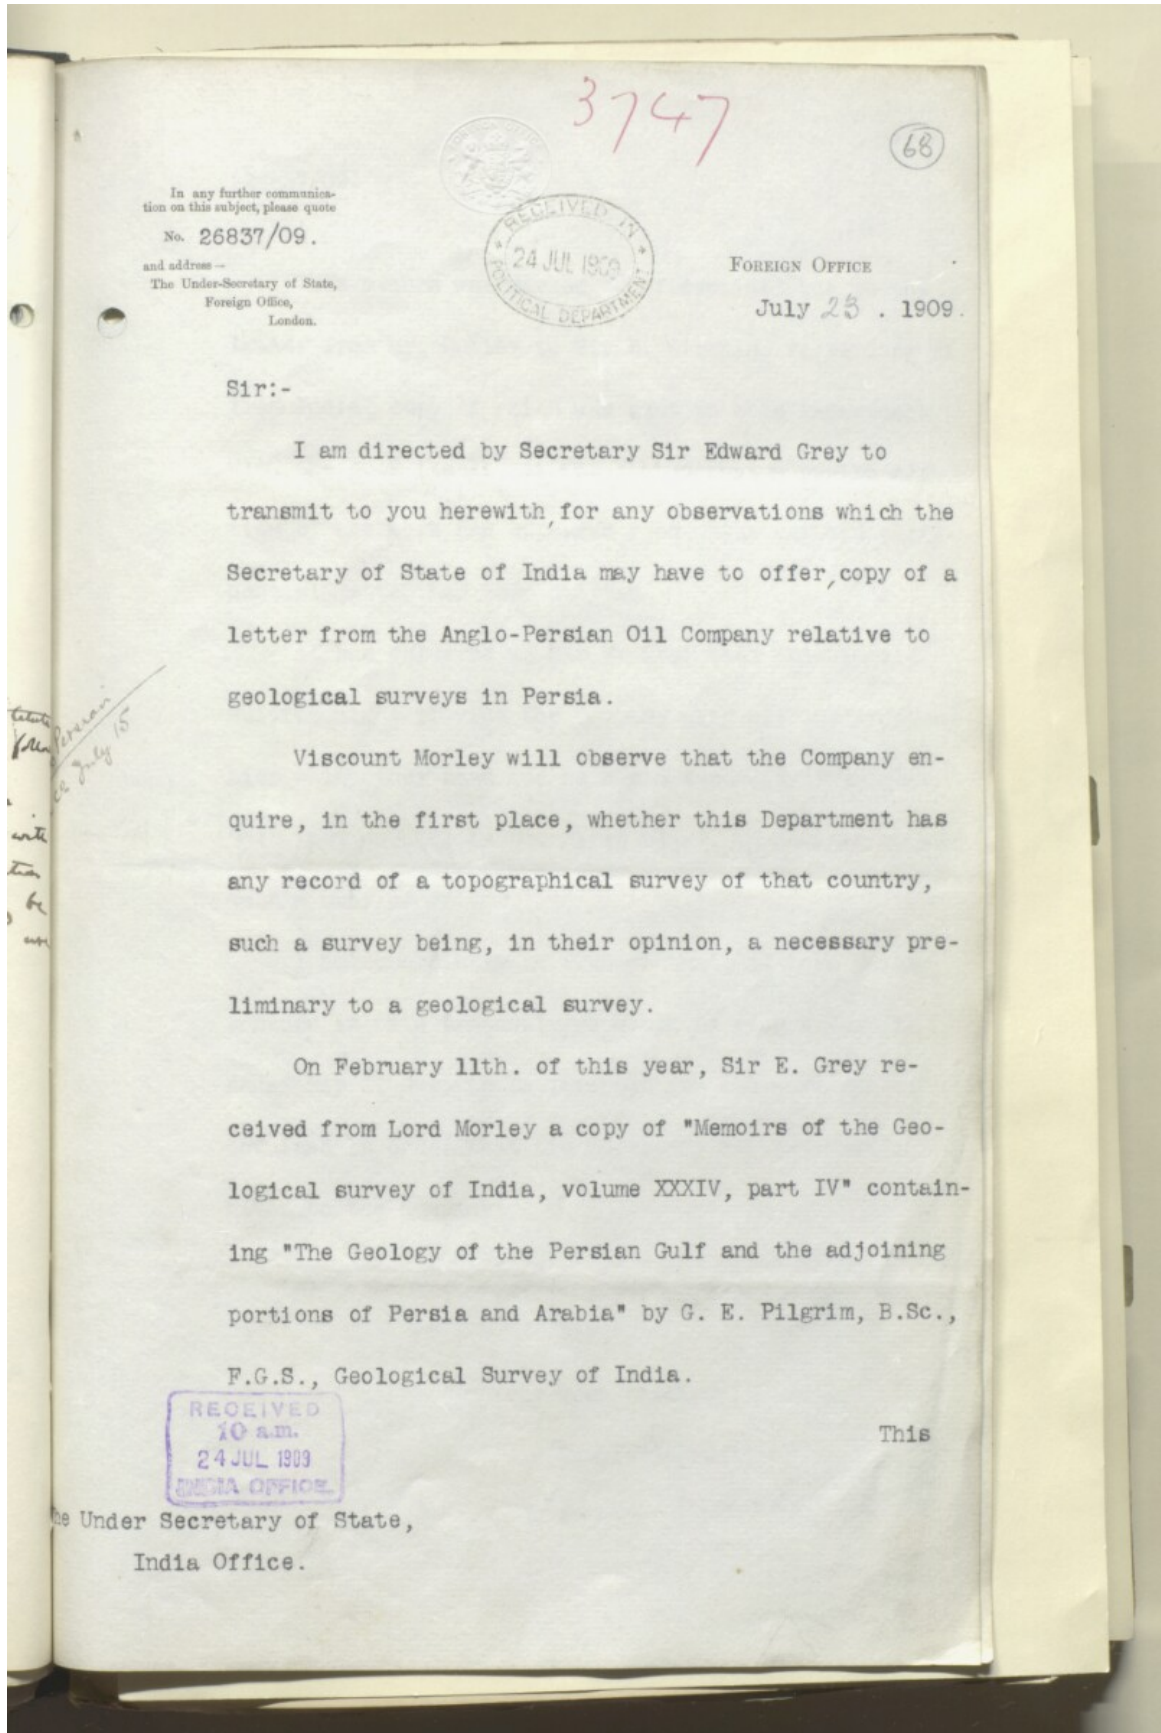 3747
68
In any further communica-
tion on this subject, please quote
No. 26837/09.
and address—
The Under-Secretary of State,
Foreign Office,
London.
RECEIVED IN
24 JUL 1909
POLITICAL DEPARTMENT
FOREIGN OFFICE
July 23. 1909.
Sir:-
I am directed by Secretary Sir Edward Grey to
transmit to you herewith, for any observations which the
Secretary of State of India may have to offer, copy of a
letter from the Anglo-Persian Oil Company relative to
geological surveys in Persia.
Persian
July 15
Viscount Morley will observe that the Company en-
quire, in the first place, whether this Department has
any record of a topographical survey of that country,
such a survey being, in their opinion, a necessary pre-
liminary to a geological survey.
with
be
On February 11th. of this year, Sir E. Grey re-
ceived from Lord Morley a copy of "Memoirs of the Geo-
logical survey of India, volume XXXIV, part IV" contain-
ing "The Geology of the Persian Gulf and the adjoining
portions of Persia and Arabia" by G. E. Pilgrim, B.Sc.,
F.G.S., Geological Survey of India.
This
RECEIVED
10 a.m.
24 JUL 1909
INDIA OFFICE
he Under Secretary of State,
India Office.